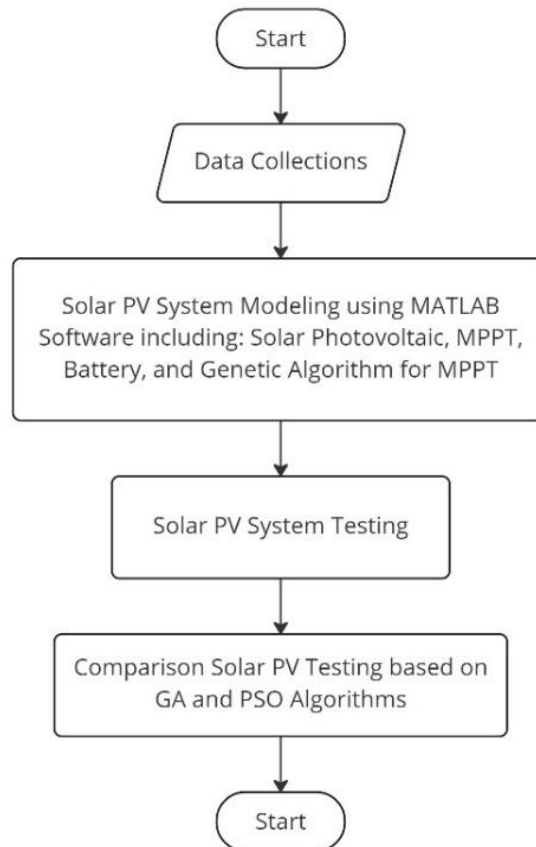 Start
Data Collections
Solar PV System Modeling using MATLAB
Software including: Solar Photovoltaic, MPPT,
Battery, and Genetic Algorithm for MPPT
Solar PV System Testing
Comparison Solar PV Testing based on
GA and PSO Algorithms
Start